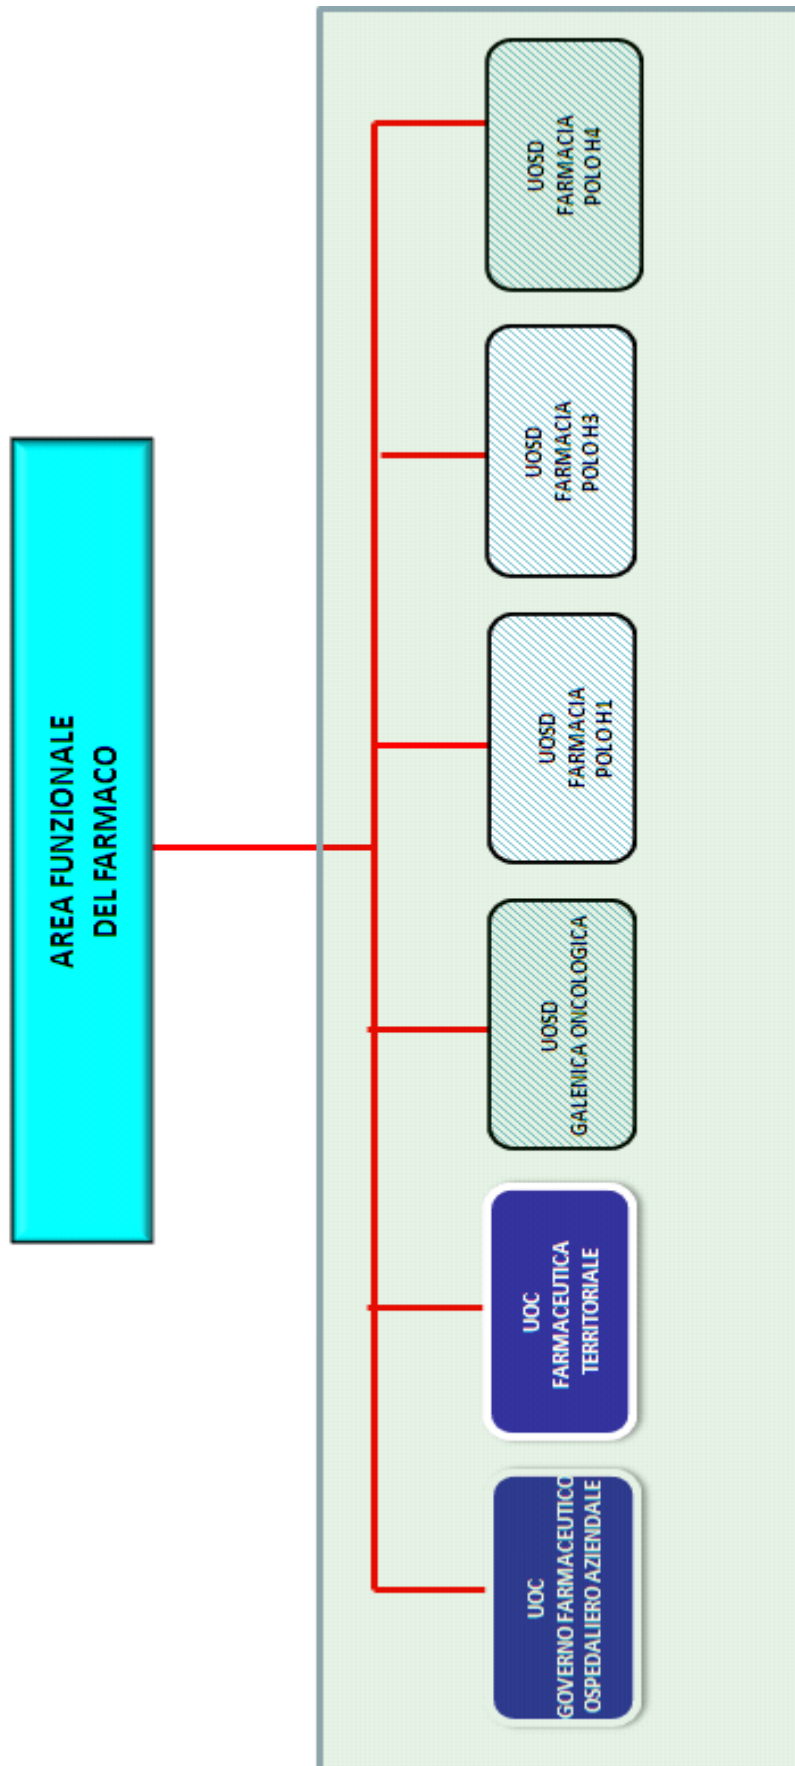 AREA FUNZIONALE
DEL FARMACO
UOC
GOVERNO FARMACEUTICO
OSPEDALIERO AZIENDALE
UOC
FARMACEUTICA
TERRITORIALE
UOSD
GALENICA ONCOLOGICA
UOSD
FARMACIA
POLO H1
UOSD
FARMACIA
POLO H3
UOSD
FARMACIA
POLO H4